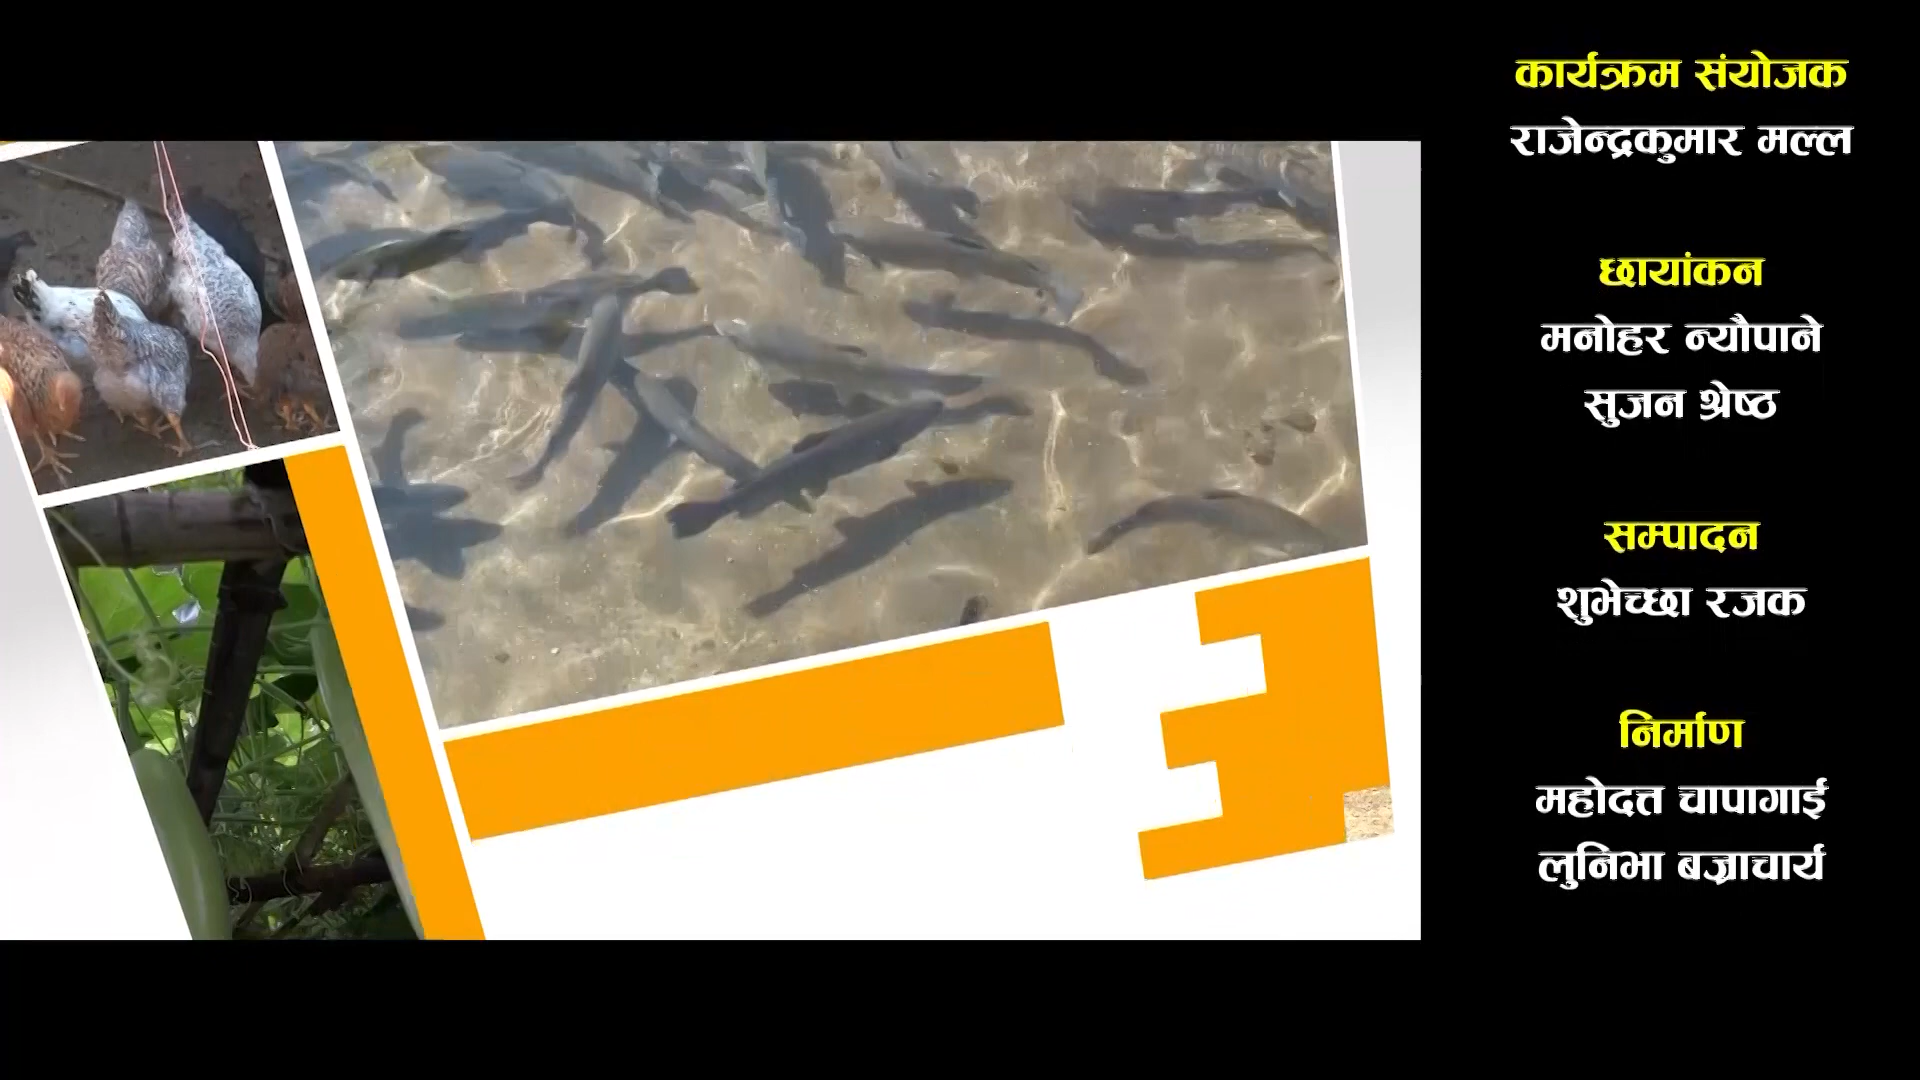 कार्यक्रम संयोजक
राजेन्द्रकुमार मल्ल
छायांकन
मनोहर न्यौपाने
सुजन श्रेष्ठ
सम्पादन
शुभेच्छा रजक
निर्माण
महोदत्त चापागाई
लुनिभा बज्राचार्य